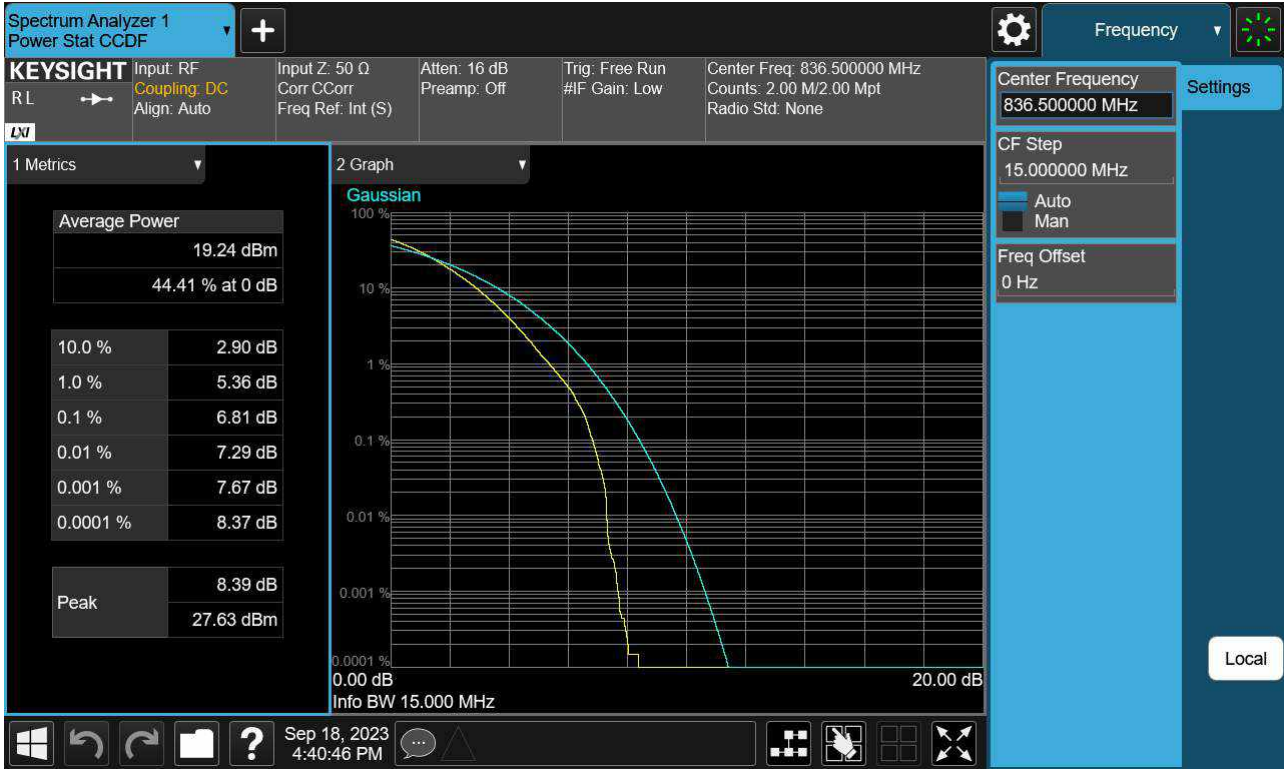 Spectrum Analyzer 1
Power Stat CCDF
Frequency
KEYSIGHT
RL
LXI
Input: RF
Coupling: DC
Align: Auto
Input Z: 50 Ω
Corr CCorr
Freq Ref: Int (S)
Atten: 16 dB
Preamp: Off
Trig: Free Run
#IF Gain: Low
Center Freq: 836.500000 MHz
Counts: 2.00 M/2.00 Mpt
Radio Std: None
Center Frequency
836.500000 MHz
Settings
CF Step
15.000000 MHz
Auto
Man
Freq Offset
0 Hz
1 Metrics
Average Power
19.24 dBm
44.41 % at 0 dB
10.0 % 2.90 dB
1.0 % 5.36 dB
0.1 % 6.81 dB
0.01 % 7.29 dB
0.001 % 7.67 dB
0.0001 % 8.37 dB
Peak
8.39 dB
27.63 dBm
2 Graph
Gaussian
100 %
10 %
1 %
0.1 %
0.01 %
0.001 %
0.0001 %
0.00 dB 20.00 dB
Info BW 15.000 MHz
Local
?
Sep 18, 2023
4:40:46 PM